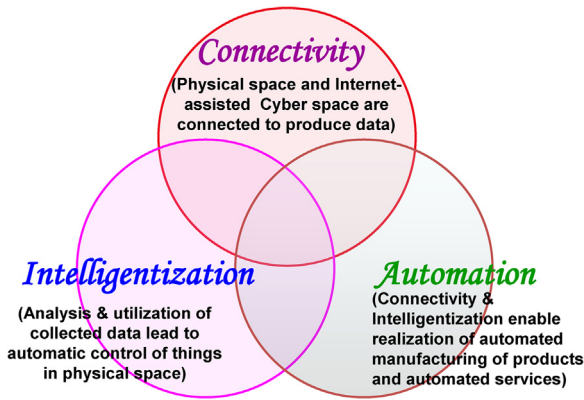 Connectivity
(Physical space and Internet-
assisted Cyber space are
connected to produce data)
Intelligentization
(Analysis & utilization of
collected data lead to
automatic control of things
in physical space)
Automation
(Connectivity &
Intelligentization enable
realization of automated
manufacturing of products
and automated services)